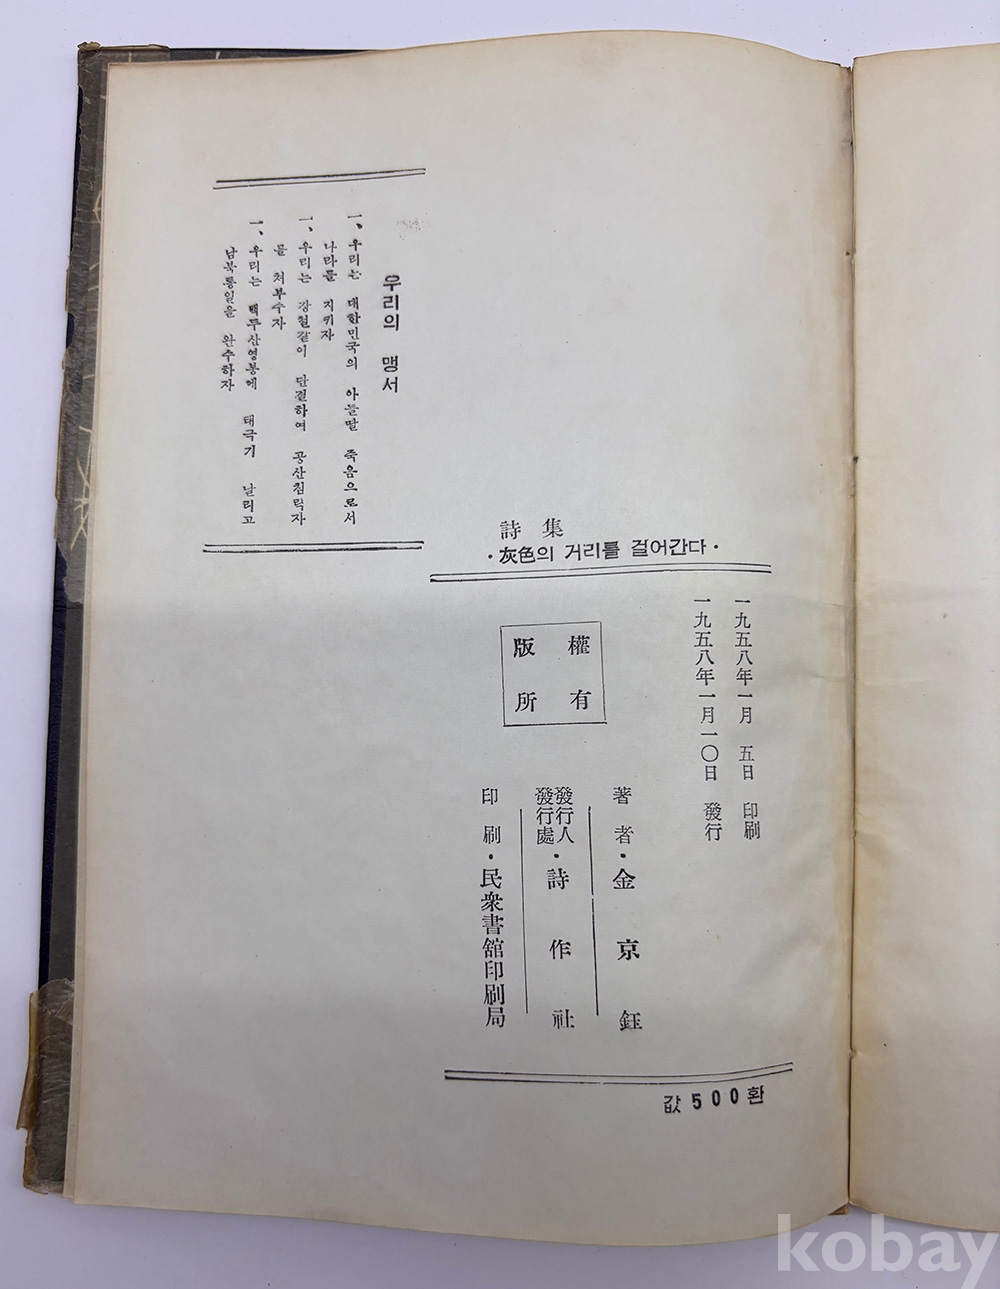 詩集
·灰色의 거리를 걸어간다·
一九五八年一月 五日 印刷
一九五八年一月一〇日 發行
版權
所有
著者·金京鈺
發行人
發行處·詩作社
印刷·民衆書舘印刷局
값 500환
우리의 맹서
一、우리는 대한민국의 아들딸 죽음으로서
나라를 지키자
一、우리는 강철같이 단결하여 공산침략자
를 처부수자
一、우리는 백두산영봉에 태극기 날리고
남북통일을 완수하자
kobay